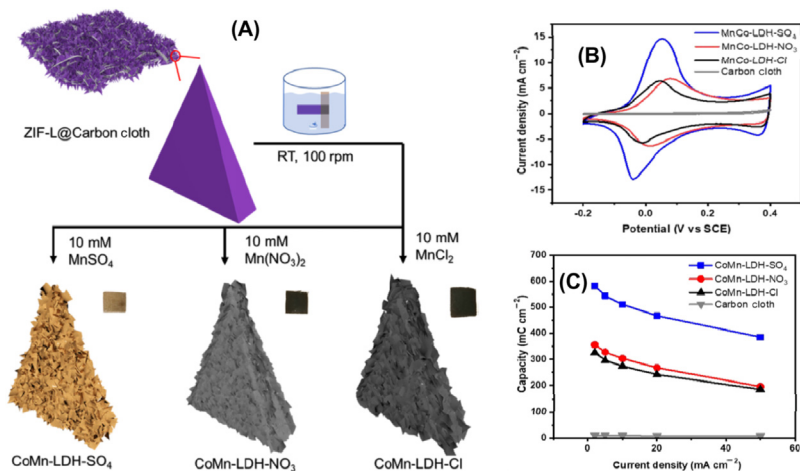 (A)
ZIF-L@Carbon cloth
RT, 100 rpm
10 mM
MnSO₄
10 mM
Mn(NO₃)₂
10 mM
MnCl₂
CoMn-LDH-SO₄
CoMn-LDH-NO₃
CoMn-LDH-Cl
(B)
MnCo-LDH-SO₄
MnCo-LDH-NO₃
MnCo-LDH-Cl
Carbon cloth
Current density (mA cm⁻²)
15
10
5
0
-5
-10
-15
-0.2
0.0
0.2
0.4
Potential (V vs SCE)
(C)
CoMn-LDH-SO₄
CoMn-LDH-NO₃
CoMn-LDH-Cl
Carbon cloth
Capacity (mC cm⁻²)
700
600
500
400
300
200
100
0
0
20
40
60
Current density (mA cm⁻²)